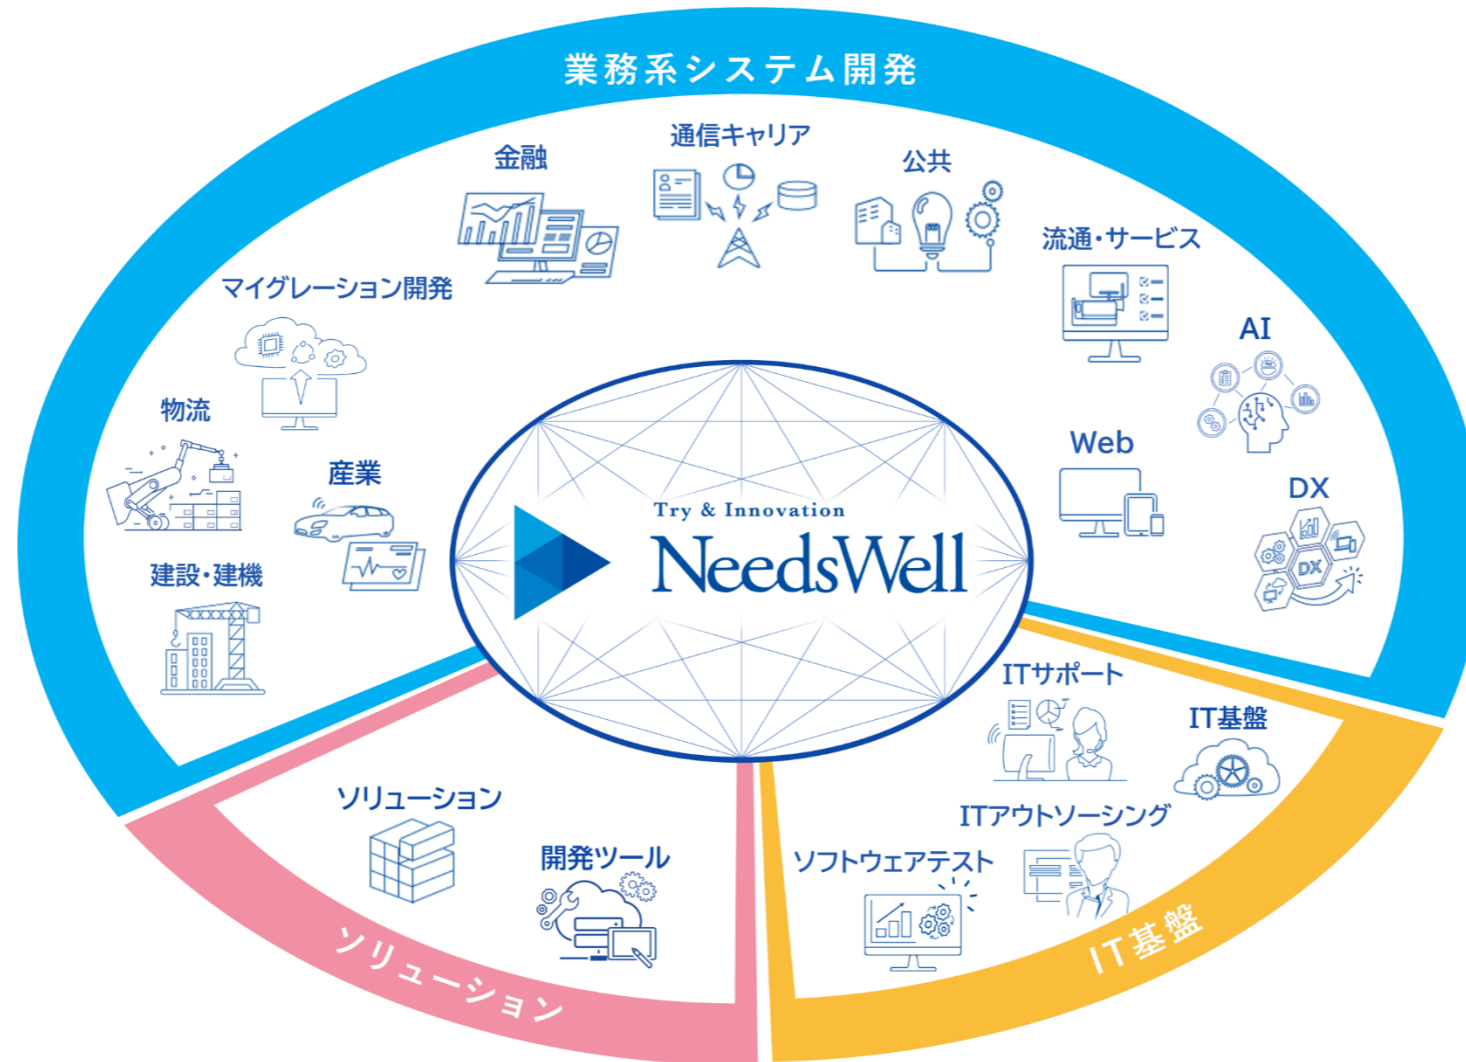 業務系システム開発
通信キャリア
金融
公共
流通・サービス
マイグレーション開発
AI
物流
Web
産業
DX
DX
Try & Innovation
NeedsWell
建設・建機
ITサポート
IT基盤
ソリューション
ITアウトソーシング
開発ツール
ソフトウェアテスト
ソリューション
IT基盤